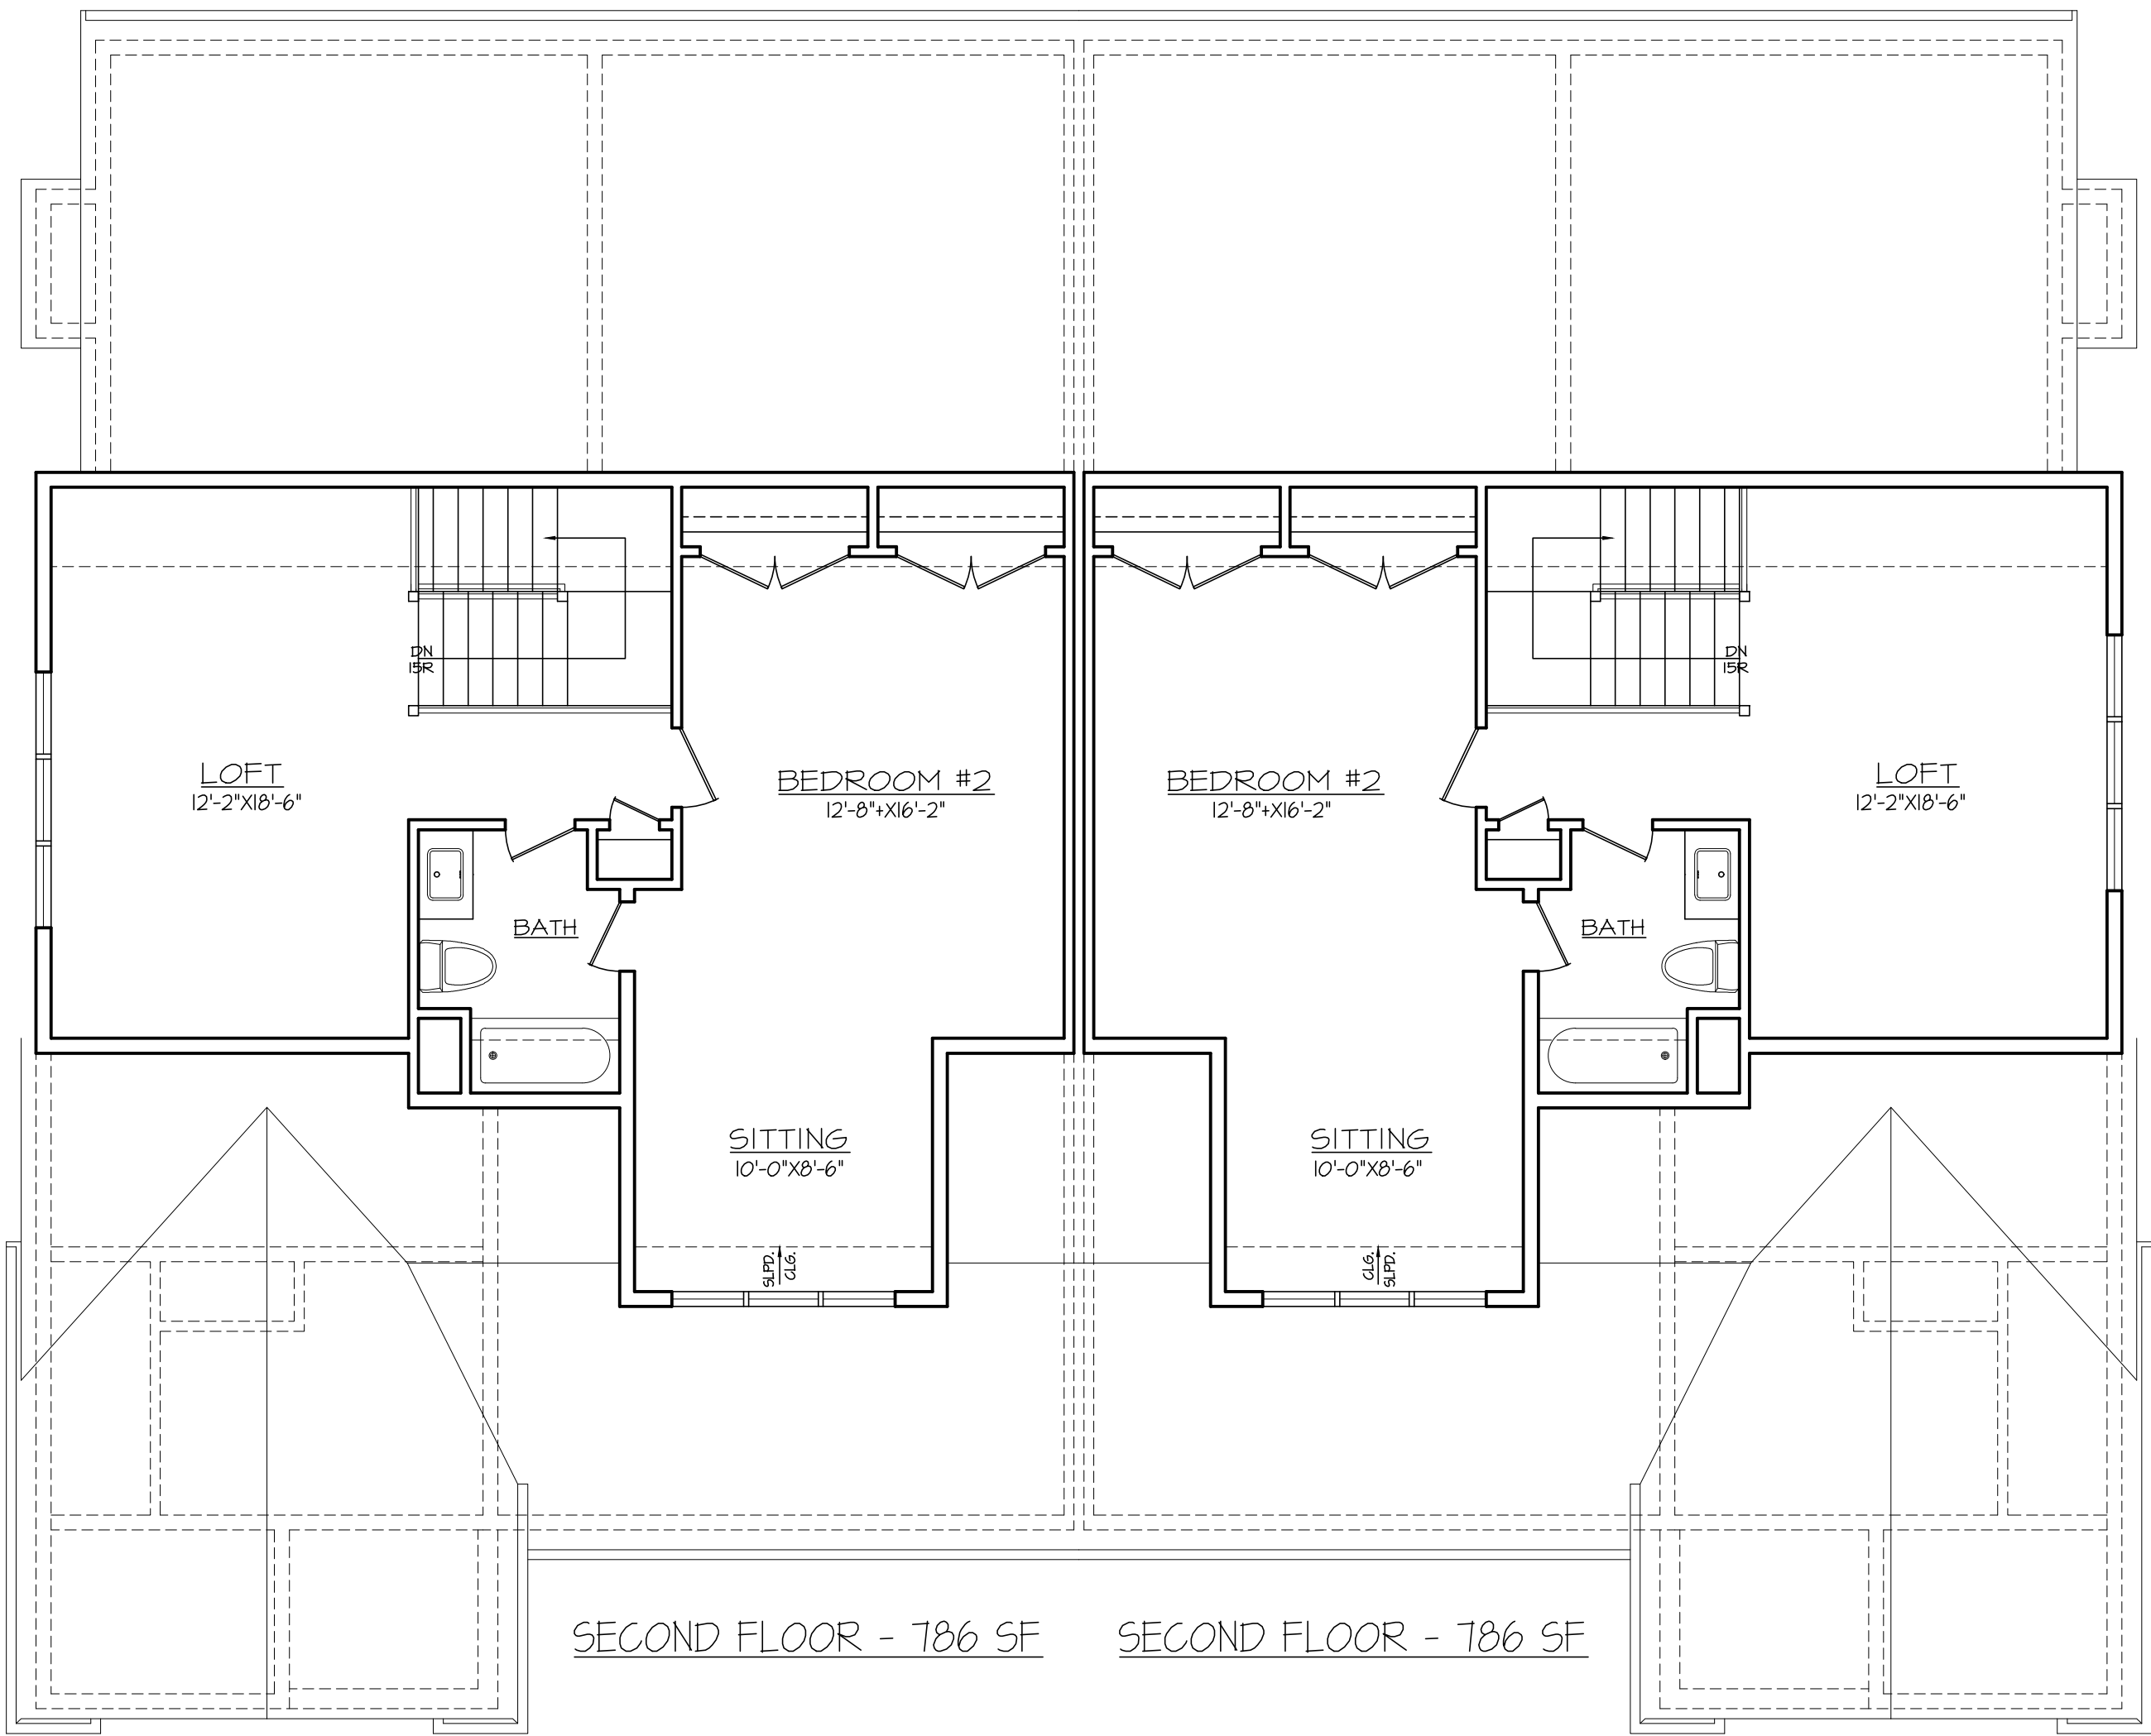 DN
15R
DN
15R
LOFT
12'-2"X18'-6"
BEDROOM #2
12'-8"+X16'-2"
BEDROOM #2
12'-8"+X16'-2"
LOFT
12'-2"X18'-6"
BATH
BATH
SITTING
10'-0"X8'-6"
SITTING
10'-0"X8'-6"
SLPD.
CLG.
CLG.
SLPD.
SECOND FLOOR - 786 SF
SECOND FLOOR - 786 SF